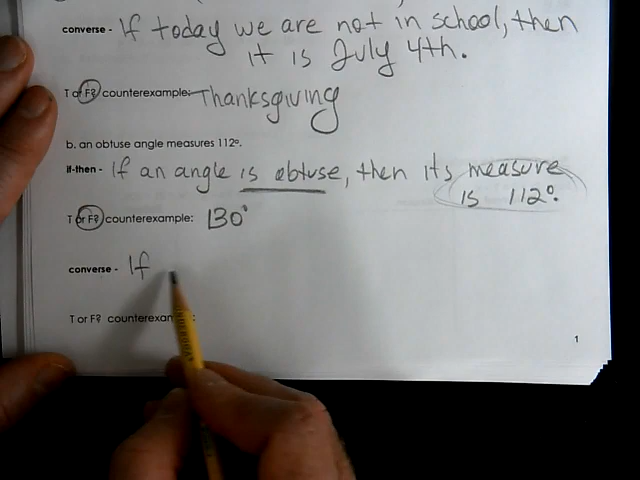 converse - If today we are not in school, then
it is July 4th.
T or F? counterexample: Thanksgiving
b. an obtuse angle measures 112º.
if-then - If an angle is obtuse, then its measure
is 112º.
T or F? counterexample: 130°
converse - If
T or F? counterexam :
1